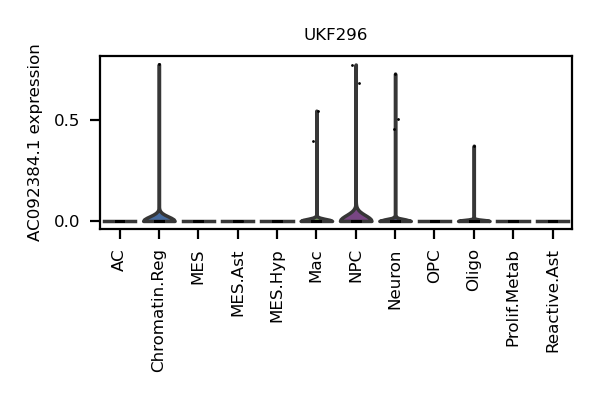 UKF296
AC092384.1 expression
0.5
0.0
AC
Chromatin.Reg
MES
MES.Ast
MES.Hyp
Mac
NPC
Neuron
OPC
Oligo
Prolif.Metab
Reactive.Ast